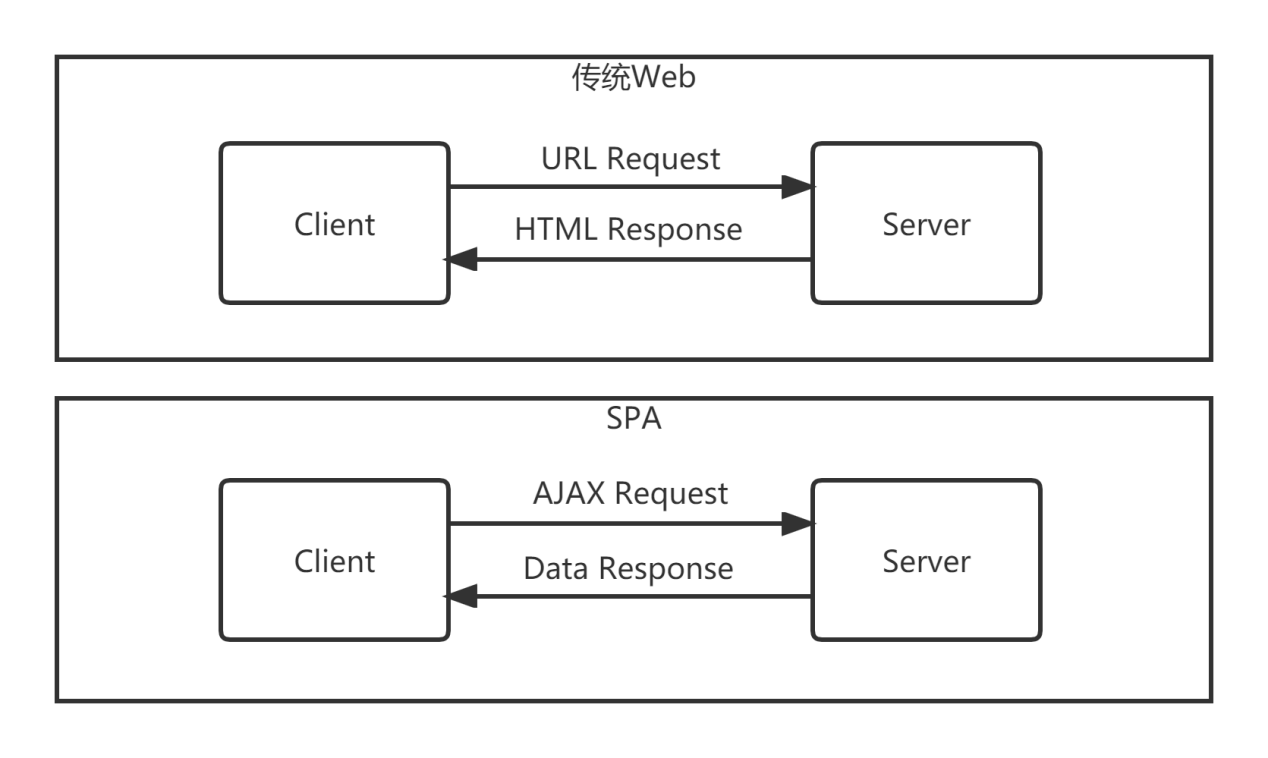 传统Web
URL Request
Client
HTML Response
Server
SPA
AJAX Request
Client
Data Response
Server